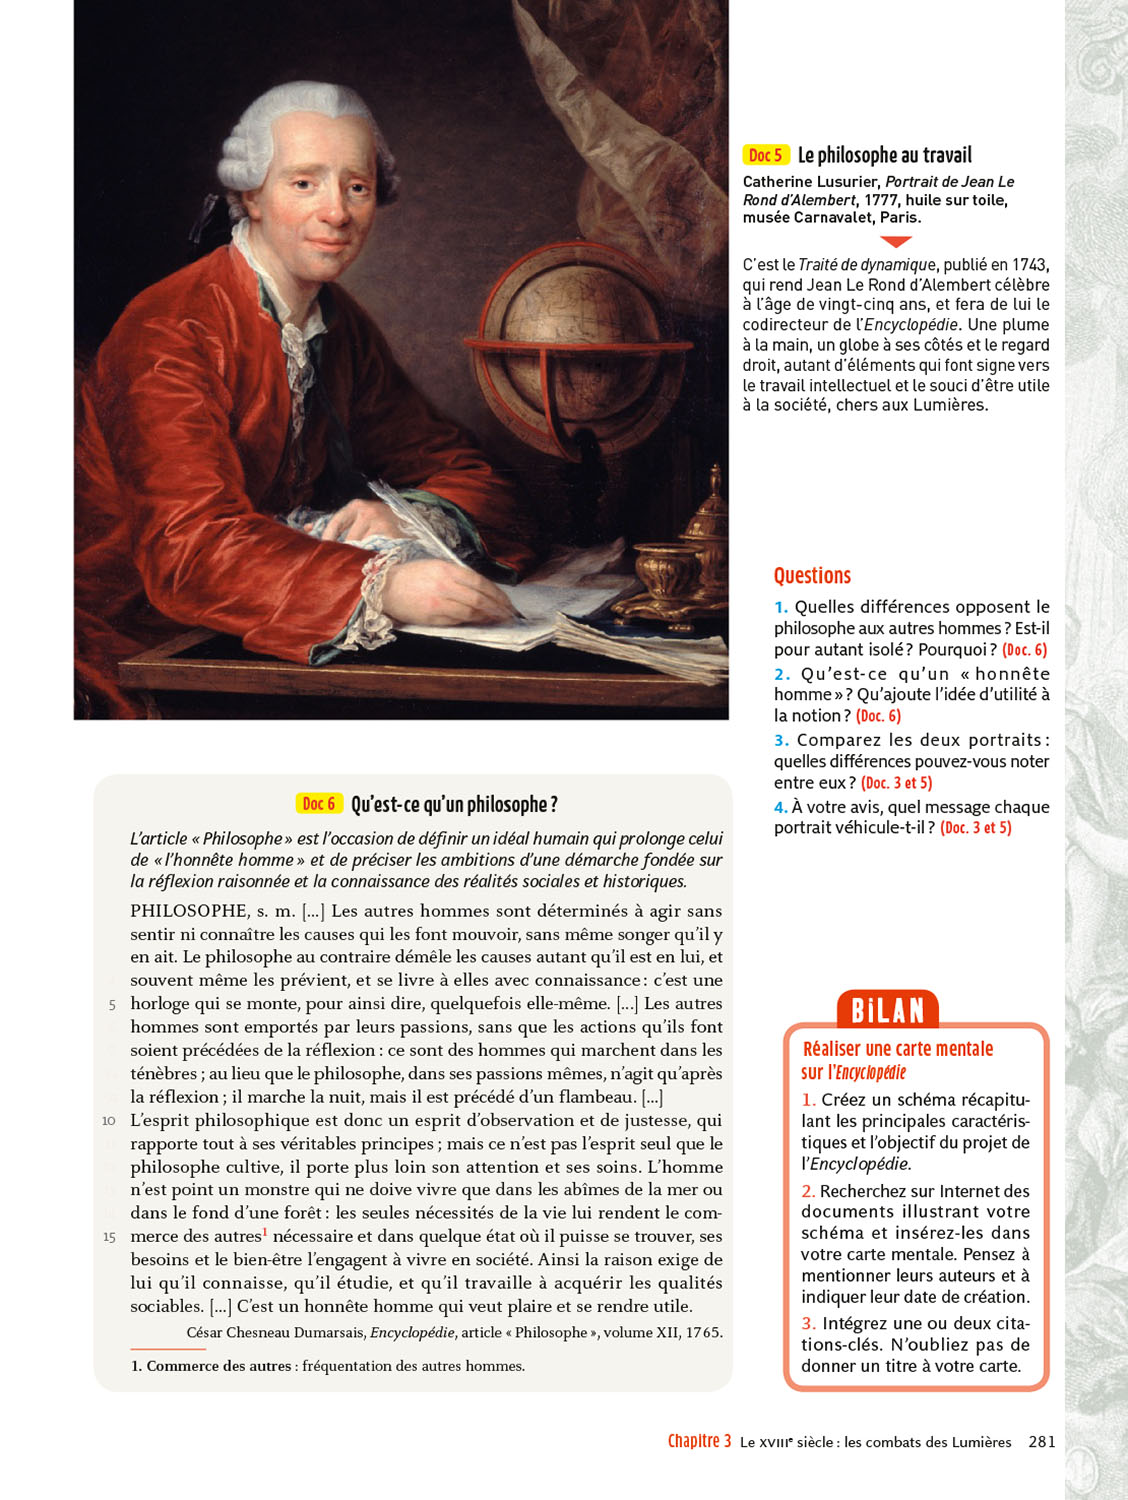 Doc 5 Le philosophe au travail
Catherine Lusurier, Portrait de Jean Le
Rond d'Alembert, 1777, huile sur toile,
musée Carnavalet, Paris.
C'est le Traité de dynamique, publié en 1743,
qui rend Jean Le Rond d'Alembert célèbre
à l'âge de vingt-cinq ans, et fera de lui le
codirecteur de l'Encyclopédie. Une plume
à la main, un globe à ses côtés et le regard
droit, autant d'éléments qui font signe vers
le travail intellectuel et le souci d'être utile
à la société, chers aux Lumières.
Questions
1. Quelles différences opposent le
philosophe aux autres hommes ? Est-il
pour autant isolé ? Pourquoi ? (Doc. 6)
2. Qu'est-ce qu'un « honnête
homme » ? Qu'ajoute l'idée d'utilité à
la notion ? (Doc. 6)
3. Comparez les deux portraits :
quelles différences pouvez-vous noter
entre eux ? (Doc. 3 et 5)
4. À votre avis, quel message chaque
portrait véhicule-t-il ? (Doc. 3 et 5)
Doc 6 Qu'est-ce qu'un philosophe ?
L'article « Philosophe » est l'occasion de définir un idéal humain qui prolonge celui
de « l'honnête homme » et de préciser les ambitions d'une démarche fondée sur
la réflexion raisonnée et la connaissance des réalités sociales et historiques.
PHILOSOPHE, s. m. [...] Les autres hommes sont déterminés à agir sans
sentir ni connaître les causes qui les font mouvoir, sans même songer qu'il y
en ait. Le philosophe au contraire démêle les causes autant qu'il est en lui, et
souvent même les prévient, et se livre à elles avec connaissance : c'est une
5 horloge qui se monte, pour ainsi dire, quelquefois elle-même. [...] Les autres
hommes sont emportés par leurs passions, sans que les actions qu'ils font
soient précédées de la réflexion : ce sont des hommes qui marchent dans les
ténèbres ; au lieu que le philosophe, dans ses passions mêmes, n'agit qu'après
la réflexion ; il marche la nuit, mais il est précédé d'un flambeau. [...]
10 L'esprit philosophique est donc un esprit d'observation et de justesse, qui
rapporte tout à ses véritables principes ; mais ce n'est pas l'esprit seul que le
philosophe cultive, il porte plus loin son attention et ses soins. L'homme
n'est point un monstre qui ne doive vivre que dans les abîmes de la mer ou
dans le fond d'une forêt : les seules nécessités de la vie lui rendent le com-
15 merce des autres1 nécessaire et dans quelque état où il puisse se trouver, ses
besoins et le bien-être l'engagent à vivre en société. Ainsi la raison exige de
lui qu'il connaisse, qu'il étudie, et qu'il travaille à acquérir les qualités
sociables. [...] C'est un honnête homme qui veut plaire et se rendre utile.
César Chesneau Dumarsais, Encyclopédie, article « Philosophe », volume XII, 1765.
1. Commerce des autres : fréquentation des autres hommes.
BiLAN
Réaliser une carte mentale
sur l'Encyclopédie
1. Créez un schéma récapitu-
lant les principales caractéris-
tiques et l'objectif du projet de
l'Encyclopédie.
2. Recherchez sur Internet des
documents illustrant votre
schéma et insérez-les dans
votre carte mentale. Pensez à
mentionner leurs auteurs et à
indiquer leur date de création.
3. Intégrez une ou deux cita-
tions-clés. N'oubliez pas de
donner un titre à votre carte.
Chapitre 3 Le XVIIIe siècle : les combats des Lumières 281